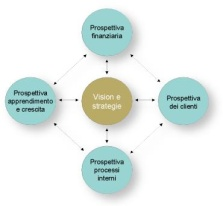 Prospettiva
finanziaria
Prospettiva
apprendimento
e crescita
Vision e
strategie
Prospettiva
dei clienti
Prospettiva
processi
interni